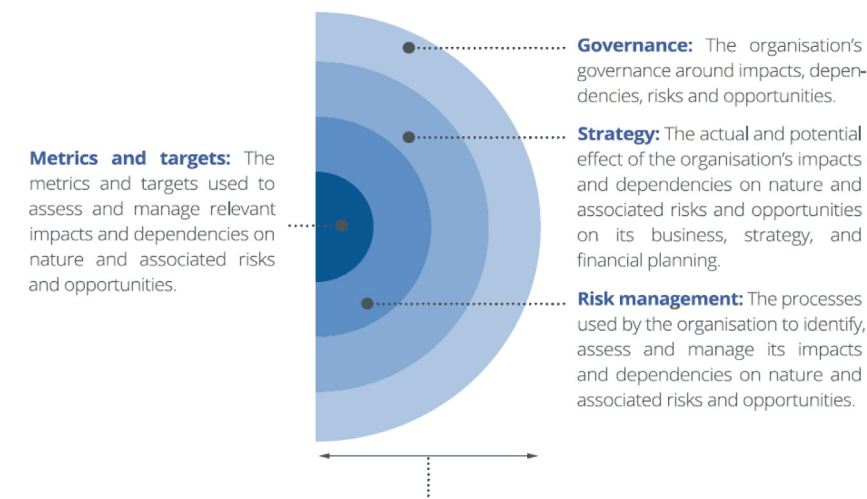 Governance: The organisation's
governance around impacts, depen-
dencies, risks and opportunities.
Strategy: The actual and potential
effect of the organisation's impacts
and dependencies on nature and
associated risks and opportunities
on its business, strategy, and
financial planning.
Risk management: The processes
used by the organisation to identify,
assess and manage its impacts
and dependencies on nature and
associated risks and opportunities.
Metrics and targets: The
metrics and targets used to
assess and manage relevant
impacts and dependencies on
nature and associated risks
and opportunities.